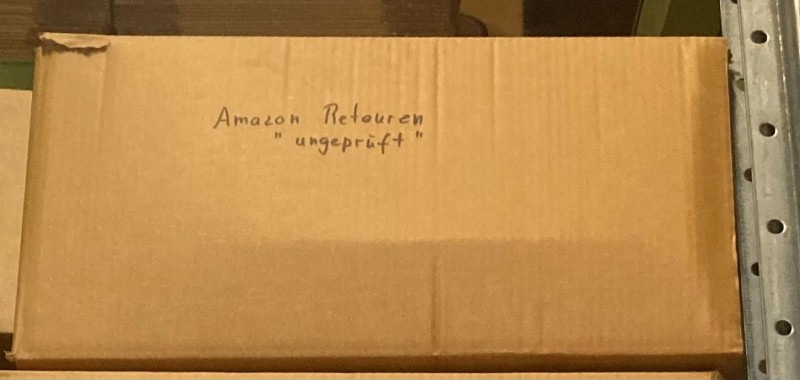 Amazon Retouren
" ungeprüft "